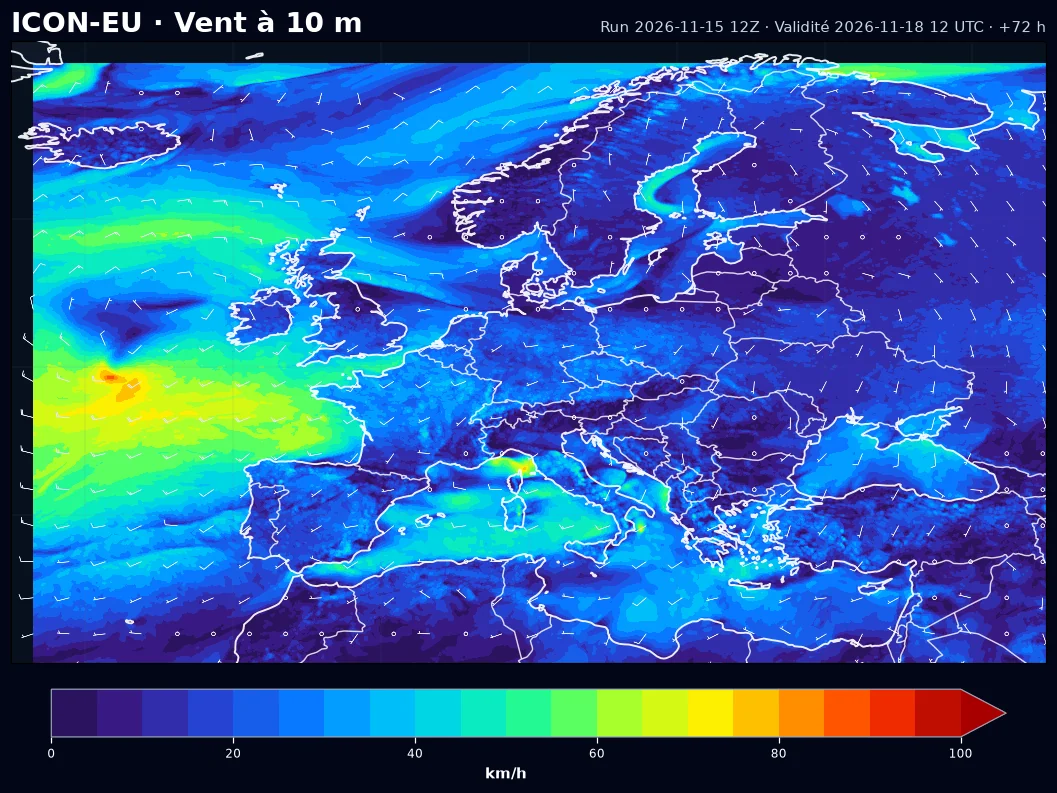 ICON-EU · Vent à 10 m
Run 2026-11-15 12Z · Validité 2026-11-18 12 UTC · +72 h
0 20 40 60 80 100
km/h